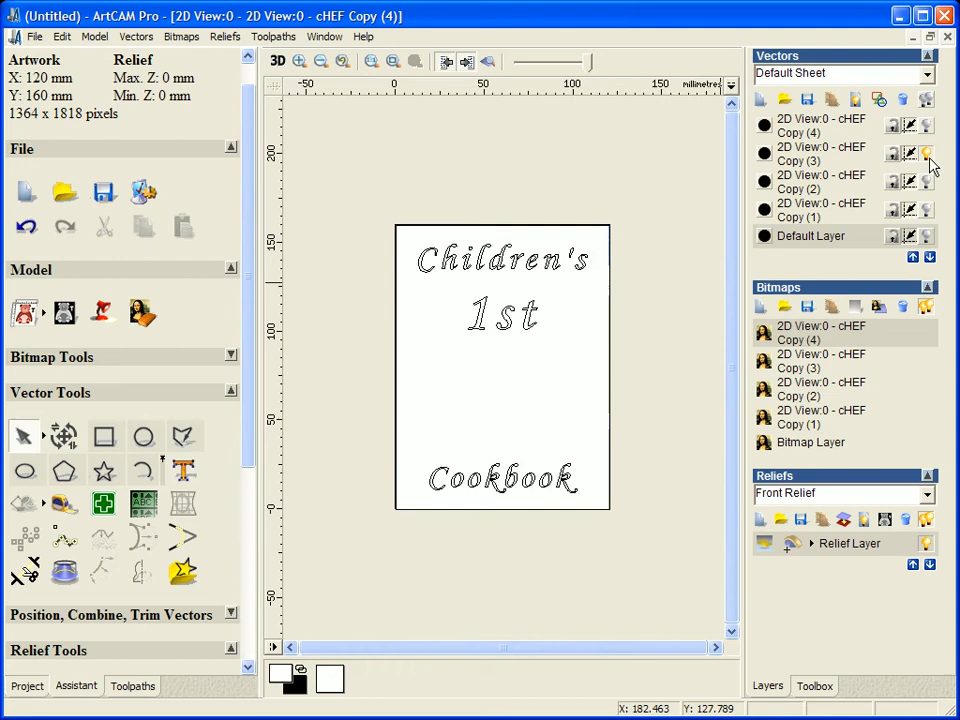 (Untitled) - ArtCAM Pro - [2D View:0 - 2D View:0 - cHEF Copy (4)]
File Edit Model Vectors Bitmaps Reliefs Toolpaths Window Help
Artwork Relief
X: 120 mm Max. Z: 0 mm
Y: 160 mm Min. Z: 0 mm
1364 x 1818 pixels
File
Model
Bitmap Tools
Vector Tools
ABC
Position, Combine, Trim Vectors
Relief Tools
Project Assistant Toolpaths
3D
-50 0 50 100 150 millimetres
200
150
100
50
-0
-50
Children's
1st
Cookbook
Vectors
Default Sheet
2D View:0 - cHEF
Copy (4)
2D View:0 - cHEF
Copy (3)
2D View:0 - cHEF
Copy (2)
2D View:0 - cHEF
Copy (1)
Default Layer
Bitmaps
2D View:0 - cHEF
Copy (4)
2D View:0 - cHEF
Copy (3)
2D View:0 - cHEF
Copy (2)
2D View:0 - cHEF
Copy (1)
Bitmap Layer
Reliefs
Front Relief
Relief Layer
Layers Toolbox
X: 182.463 Y: 127.789